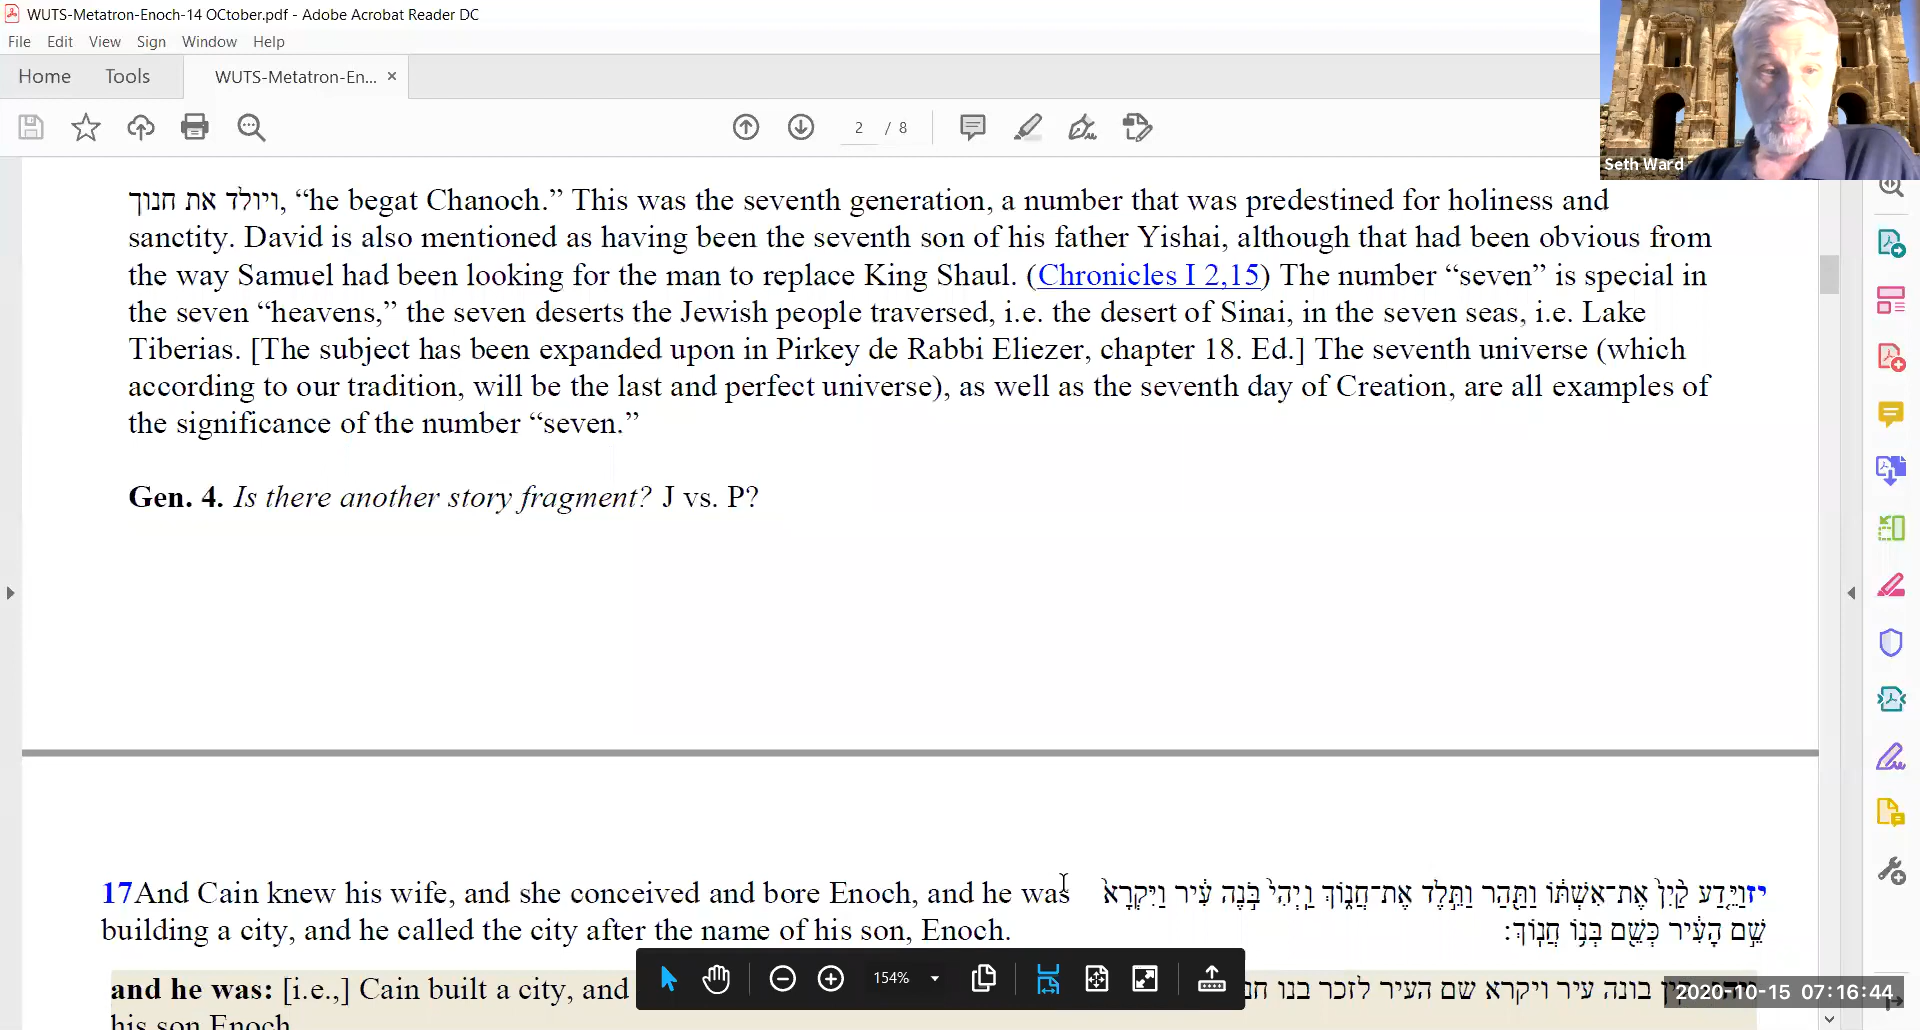 WUTS-Metatron-Enoch-14 OCtober.pdf - Adobe Acrobat Reader DC
File Edit View Sign Window Help
Home Tools WUTS-Metatron-En... ×
2 / 8
Seth Ward
ויולד את חנוך, “he begat Chanoch.” This was the seventh generation, a number that was predestined for holiness and
sanctity. David is also mentioned as having been the seventh son of his father Yishai, although that had been obvious from
the way Samuel had been looking for the man to replace King Shaul. (Chronicles I 2,15) The number “seven” is special in
the seven “heavens,” the seven deserts the Jewish people traversed, i.e. the desert of Sinai, in the seven seas, i.e. Lake
Tiberias. [The subject has been expanded upon in Pirkey de Rabbi Eliezer, chapter 18. Ed.] The seventh universe (which
according to our tradition, will be the last and perfect universe), as well as the seventh day of Creation, are all examples of
the significance of the number “seven.”
Gen. 4. Is there another story fragment? J vs. P?
17And Cain knew his wife, and she conceived and bore Enoch, and he was
building a city, and he called the city after the name of his son, Enoch.
יזוַיֵּ֤דַע קַ֙יִן֙ אֶת־אִשְׁתּ֔וֹ וַתַּ֖הַר וַתֵּ֣לֶד אֶת־חֲנ֑וֹךְ וַֽיְהִי֙ בֹּ֣נֶה עִ֔יר וַיִּקְרָא֙
שֵׁ֣ם הָעִ֔יר כְּשֵׁ֖ם בְּנ֥וֹ חֲנֽוֹךְ:
and he was: [i.e.,] Cain built a city, and
his son Enoch
בונה עיר ויקרא שם העיר לזכר בנו
154%
2020-10-15 07:16:44